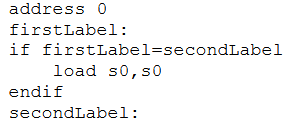 address 0
firstLabel:
if firstLabel=secondLabel
    load s0,s0
endif
secondLabel: